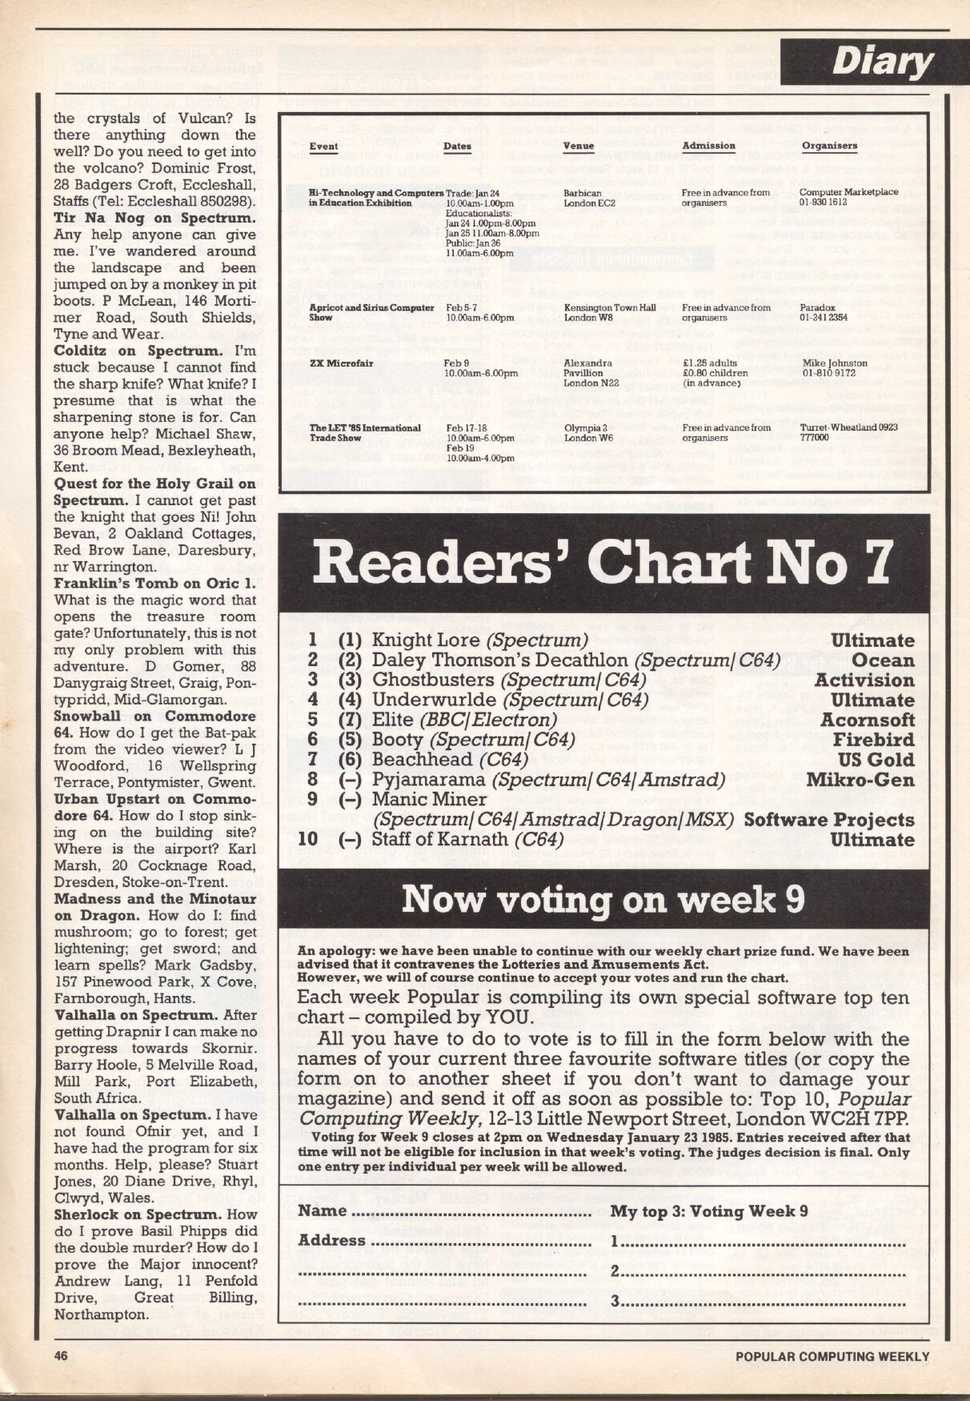 Diary
the crystals of Vulcan? Is
there anything down the
well? Do you need to get into
the volcano? Dominic Frost,
28 Badgers Croft, Eccleshall,
Staffs (Tel: Eccleshall 850298).
Tir Na Nog on Spectrum.
Any help anyone can give
me. I've wandered around
the landscape and been
jumped on by a monkey in pit
boots. P McLean, 146 Morti-
mer Road, South Shields,
Tyne and Wear.
Colditz on Spectrum. I'm
stuck because I cannot find
the sharp knife? What knife? I
presume that is what the
sharpening stone is for. Can
anyone help? Michael Shaw,
36 Broom Mead, Bexleyheath,
Kent.
Quest for the Holy Grail on
Spectrum. I cannot get past
the knight that goes Ni! John
Bevan, 2 Oakland Cottages,
Red Brow Lane, Daresbury,
nr Warrington.
Franklin's Tomb on Oric 1.
What is the magic word that
opens the treasure room
gate? Unfortunately, this is not
my only problem with this
adventure. D Gomer, 88
Danygraig Street, Graig, Pon-
typridd, Mid-Glamorgan.
Snowball on Commodore
64. How do I get the Bat-pak
from the video viewer? L J
Woodford, 16 Wellspring
Terrace, Pontymister, Gwent.
Urban Upstart on Commo-
dore 64. How do I stop sink-
ing on the building site?
Where is the airport? Karl
Marsh, 20 Cocknage Road,
Dresden, Stoke-on-Trent.
Madness and the Minotaur
on Dragon. How do I: find
mushroom; go to forest; get
lightening; get sword; and
learn spells? Mark Gadsby,
157 Pinewood Park, X Cove,
Farnborough, Hants.
Valhalla on Spectrum. After
getting Drapnir I can make no
progress towards Skornir.
Barry Hoole, 5 Melville Road,
Mill Park, Port Elizabeth,
South Africa.
Valhalla on Spectum. I have
not found Ofnir yet, and I
have had the program for six
months. Help, please? Stuart
Jones, 20 Diane Drive, Rhyl,
Clwyd, Wales.
Sherlock on Spectrum. How
do I prove Basil Phipps did
the double murder? How do I
prove the Major innocent?
Andrew Lang, 11 Penfold
Drive, Great Billing,
Northampton.
Event Dates Venue Admission Organisers
Hi-Technology and Computers Trade: Jan 24 Barbican Free in advance from Computer Marketplace
in Education Exhibition 10.00am-1.00pm London EC2 organisers 01-930 1612
Educationalists:
Jan 24 1.00pm-8.00pm
Jan 25 11.00am-8.00pm
Public: Jan 26
11.00am-6.00pm
Apricot and Sirius Computer Feb 5-7 Kensington Town Hall Free in advance from Paradox
Show 10.00am-6.00pm London W8 organisers 01-241 2354
ZX Microfair Feb 9 Alexandra £1.25 adults Mike Johnston
10.00am-6.00pm Pavillion £0.80 children 01-810 9172
London N22 (in advance)
The LET '85 International Feb 17-18 Olympia 2 Free in advance from Turret-Wheatland 0923
Trade Show 10.00am-6.00pm London W6 organisers 777000
Feb 19
10.00am-4.00pm
Readers' Chart No 7
1 (1) Knight Lore (Spectrum) Ultimate
2 (2) Daley Thomson's Decathlon (Spectrum/C64) Ocean
3 (3) Ghostbusters (Spectrum/C64) Activision
4 (4) Underwurlde (Spectrum/C64) Ultimate
5 (7) Elite (BBC/Electron) Acornsoft
6 (5) Booty (Spectrum/C64) Firebird
7 (6) Beachhead (C64) US Gold
8 (–) Pyjamarama (Spectrum/C64/Amstrad) Mikro-Gen
9 (–) Manic Miner
(Spectrum/C64/Amstrad/Dragon/MSX) Software Projects
10 (–) Staff of Karnath (C64) Ultimate
Now voting on week 9
An apology: we have been unable to continue with our weekly chart prize fund. We have been
advised that it contravenes the Lotteries and Amusements Act.
However, we will of course continue to accept your votes and run the chart.
Each week Popular is compiling its own special software top ten
chart – compiled by YOU.
All you have to do to vote is to fill in the form below with the
names of your current three favourite software titles (or copy the
form on to another sheet if you don't want to damage your
magazine) and send it off as soon as possible to: Top 10, Popular
Computing Weekly, 12-13 Little Newport Street, London WC2H 7PP.
Voting for Week 9 closes at 2pm on Wednesday January 23 1985. Entries received after that
time will not be eligible for inclusion in that week's voting. The judges decision is final. Only
one entry per individual per week will be allowed.
Name ........ My top 3: Voting Week 9
Address ........ 1........
........ 2........
........ 3........
46 POPULAR COMPUTING WEEKLY